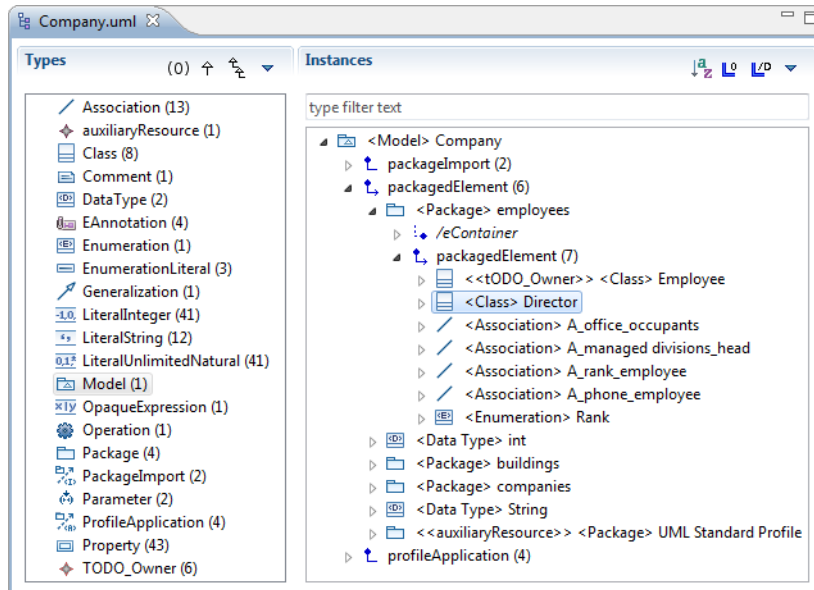 Company.uml
Types
(0)
Association (13)
auxiliaryResource (1)
Class (8)
Comment (1)
DataType (2)
EAnnotation (4)
Enumeration (1)
EnumerationLiteral (3)
Generalization (1)
LiteralInteger (41)
LiteralString (12)
LiteralUnlimitedNatural (41)
Model (1)
OpaqueExpression (1)
Operation (1)
Package (4)
PackageImport (2)
Parameter (2)
ProfileApplication (4)
Property (43)
TODO_Owner (6)
Instances
type filter text
<Model> Company
packageImport (2)
packagedElement (6)
<Package> employees
/eContainer
packagedElement (7)
<<tODO_Owner>> <Class> Employee
<Class> Director
<Association> A_office_occupants
<Association> A_managed divisions_head
<Association> A_rank_employee
<Association> A_phone_employee
<Enumeration> Rank
<Data Type> int
<Package> buildings
<Package> companies
<Data Type> String
<<auxiliaryResource>> <Package> UML Standard Profile
profileApplication (4)